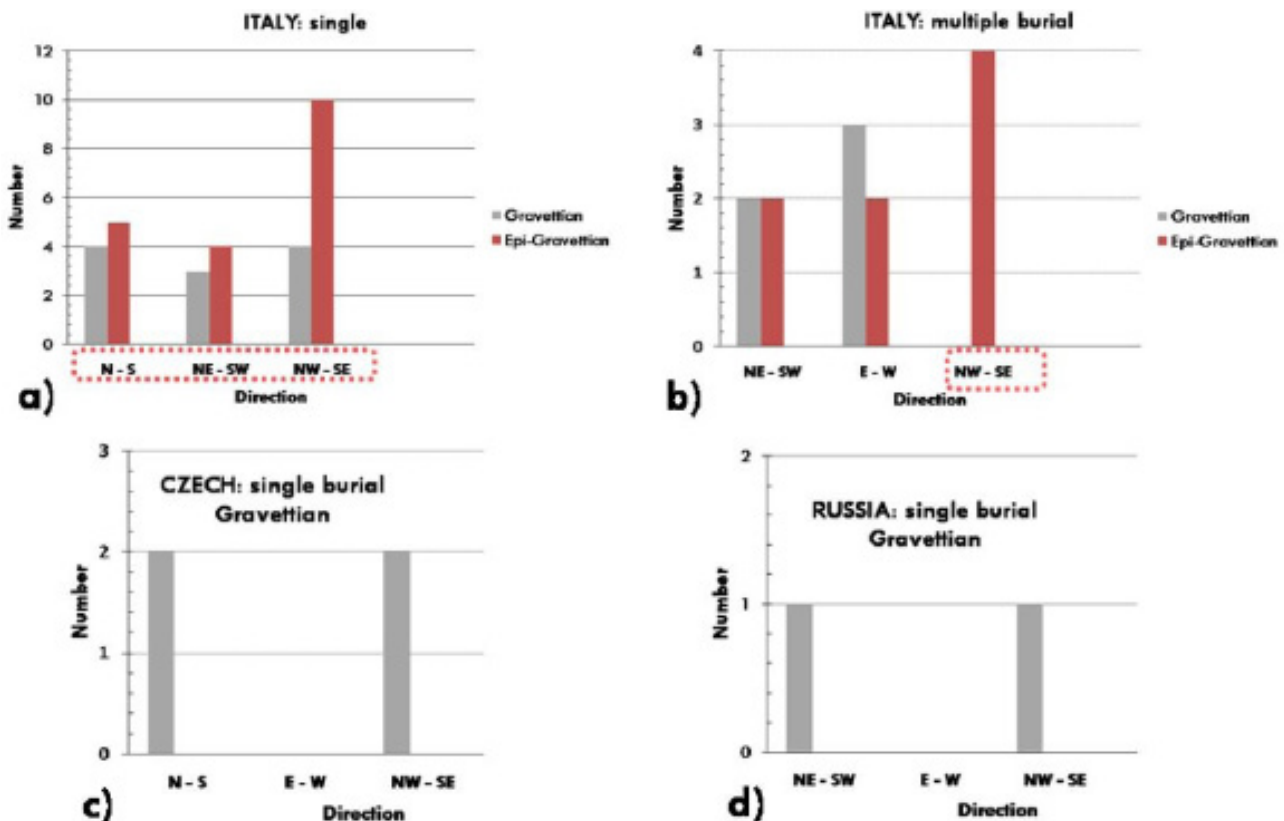 ITALY: single
12
10
8
6
4
2
0
Number
N - S NE - SW NW - SE
Direction
Gravettian
Epi-Gravettian
a)
ITALY: multiple burial
4
3
2
1
0
Number
NE - SW E - W NW - SE
Direction
Gravettian
Epi-Gravettian
b)
CZECH: single burial
Gravettian
3
2
1
0
Number
N - S E - W NW - SE
Direction
c)
RUSSIA: single burial
Gravettian
2
1
0
Number
NE - SW E - W NW - SE
Direction
d)